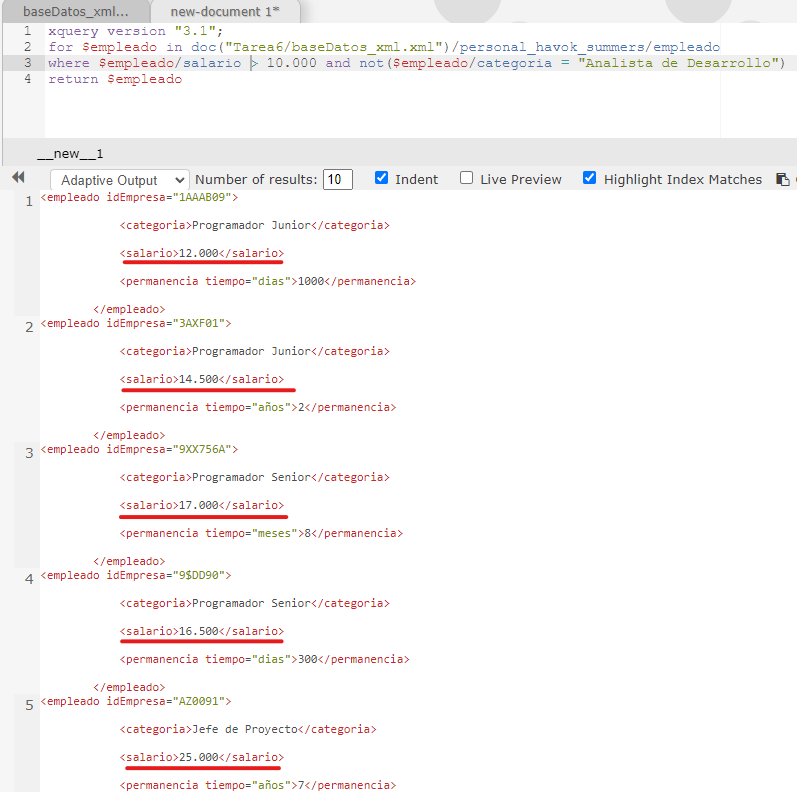 baseDatos_xml...
new-document 1*
1 xquery version "3.1";
2 for $empleado in doc("Tarea6/baseDatos_xml.xml")/personal_havok_summers/empleado
3 where $empleado/salario > 10.000 and not($empleado/categoria = "Analista de Desarrollo")
4 return $empleado
__new__1
Adaptive Output Number of results: 10 Indent Live Preview Highlight Index Matches
1 <empleado idEmpresa="1AAAB09">
<categoria>Programador Junior</categoria>
<salario>12.000</salario>
<permanencia tiempo="dias">1000</permanencia>
</empleado>
2 <empleado idEmpresa="3AXF01">
<categoria>Programador Junior</categoria>
<salario>14.500</salario>
<permanencia tiempo="años">2</permanencia>
</empleado>
3 <empleado idEmpresa="9XX756A">
<categoria>Programador Senior</categoria>
<salario>17.000</salario>
<permanencia tiempo="meses">8</permanencia>
</empleado>
4 <empleado idEmpresa="9$DD90">
<categoria>Programador Senior</categoria>
<salario>16.500</salario>
<permanencia tiempo="dias">300</permanencia>
</empleado>
5 <empleado idEmpresa="AZ0091">
<categoria>Jefe de Proyecto</categoria>
<salario>25.000</salario>
<permanencia tiempo="años">7</permanencia>